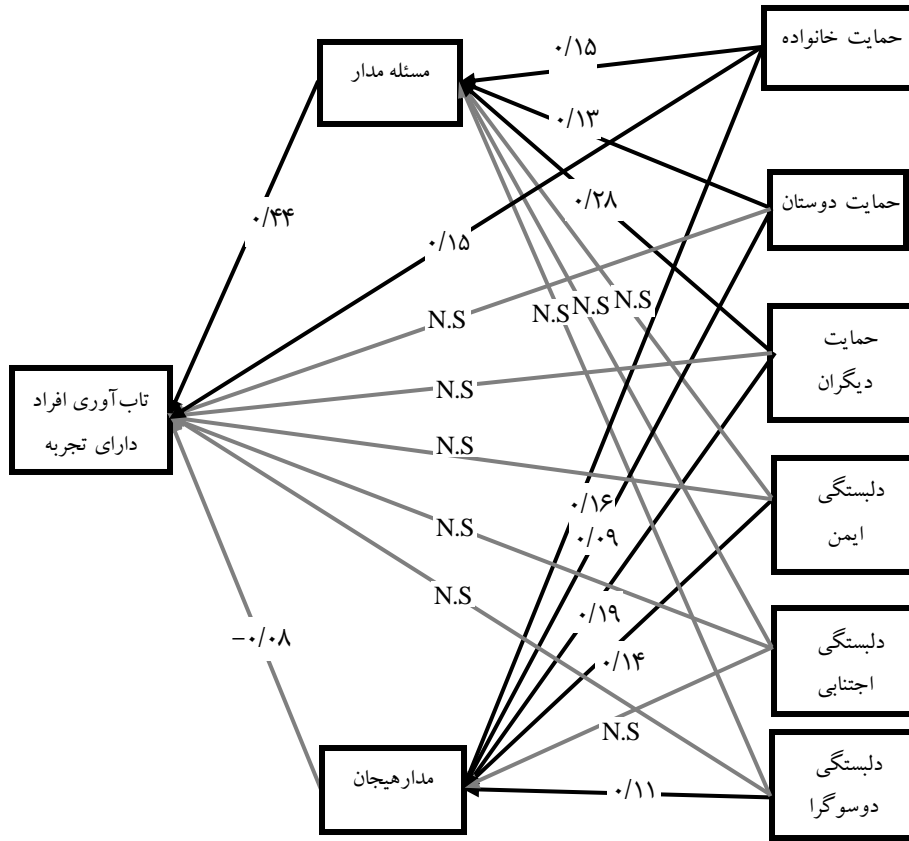 حمایت خانواده
مسئله مدار
۰/۱۵
۰/۱۳
حمایت دوستان
۰/۲۸
۰/۴۴
۰/۱۵
N.S
N.S
N.S
N.S
حمایت
دیگران
N.S
تاب‌آوری افراد
دارای تجربه
N.S
دلبستگی
ایمن
۰/۱۶
N.S
۰/۰۹
N.S
۰/۱۹
−۰/۰۸
۰/۱۴
دلبستگی
اجتنابی
N.S
مدارهیجان
۰/۱۱
دلبستگی
دوسوگرا